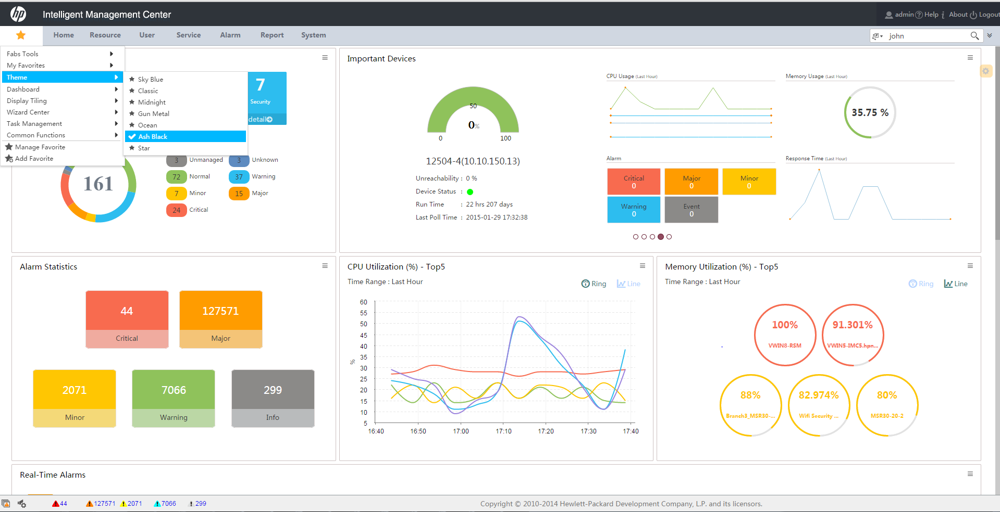 hp Intelligent Management Center
admin Help About Logout
Home Resource User Service Alarm Report System
john
Fabs Tools
My Favorites
Theme
Dashboard
Display Tiling
Wizard Center
Task Management
Common Functions
Manage Favorite
Add Favorite
Sky Blue
Classic
Midnight
Gun Metal
Ocean
Ash Black
Star
7
Security
detail
161
3 Unmanaged 3 Unknown
72 Normal 37 Warning
7 Minor 15 Major
24 Critical
Important Devices
50
0%
0 100
12504-4(10.10.150.13)
Unreachability : 0 %
Device Status :
Run Time : 22 hrs 207 days
Last Poll Time : 2015-01-29 17:32:38
CPU Usage (Last Hour)
Memory Usage (Last Hour)
35.75 %
Alarm
Critical
0
Major
0
Minor
0
Warning
0
Event
0
Response Time (Last Hour)
Alarm Statistics
44
Critical
127571
Major
2071
Minor
7066
Warning
299
Info
CPU Utilization (%) - Top5
Time Range : Last Hour
Ring Line
60
55
50
45
40
35
30
25
20
15
10
5
%
16:40 16:50 17:00 17:10 17:20 17:30 17:40
Memory Utilization (%) - Top5
Time Range : Last Hour
Ring Line
100%
VWIN8-RSM
91.301%
VWIN5-IMC5.hpn...
88%
Branch3_MSR30-...
82.974%
Wifi Security ...
80%
MSR30-20-2
Real-Time Alarms
44 127571 2071 7066 299
Copyright © 2010-2014 Hewlett-Packard Development Company, L.P. and its licensors.